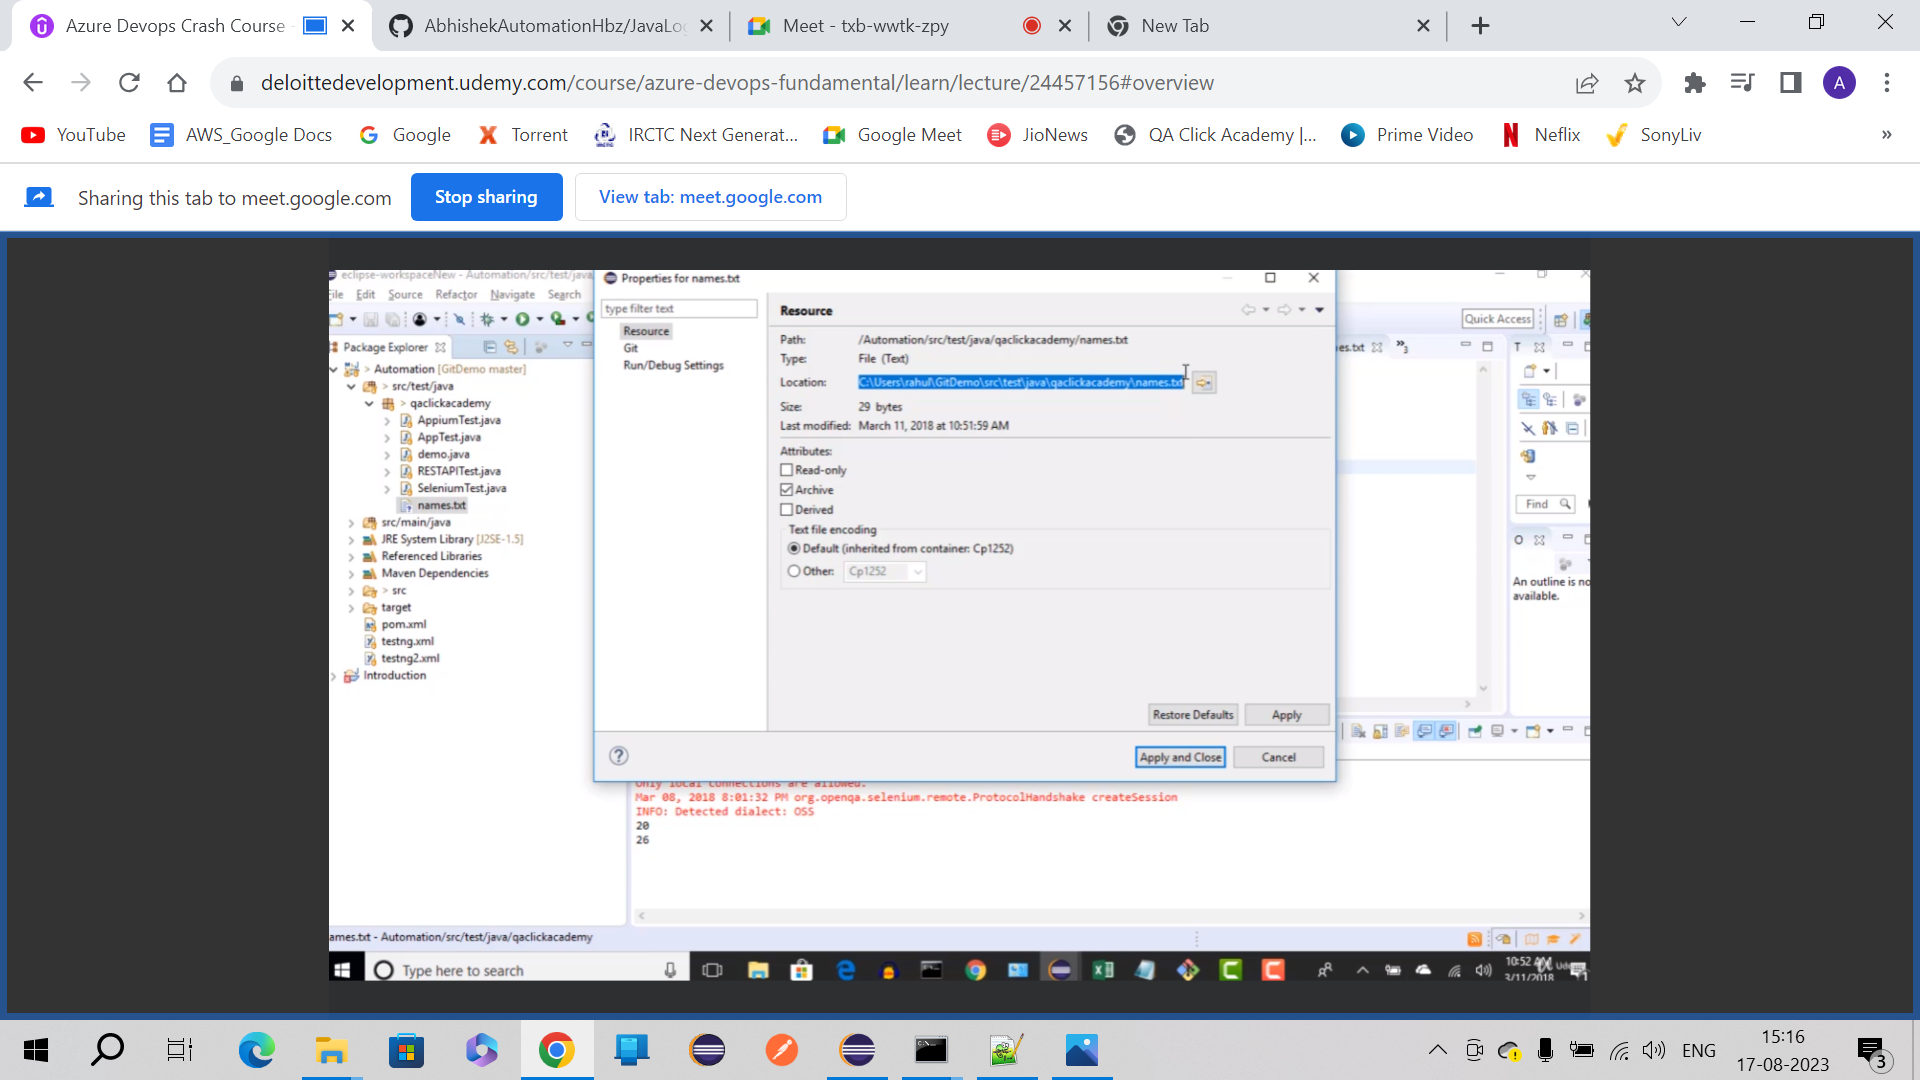 Azure Devops Crash Course
AbhishekAutomationHbz/JavaLog
Meet - txb-wwtk-zpy
New Tab
deloittedevelopment.udemy.com/course/azure-devops-fundamental/learn/lecture/24457156#overview
A
YouTube
AWS_Google Docs
Google
Torrent
IRCTC Next Generat...
Google Meet
JioNews
QA Click Academy |...
Prime Video
Neflix
SonyLiv
»
Sharing this tab to meet.google.com
Stop sharing
View tab: meet.google.com
eclipse-workspaceNew - Automation/src/test/java
File Edit Source Refactor Navigate Search
Quick Access
Package Explorer
> Automation [GitDemo master]
> src/test/java
> qaclickacademy
AppiumTest.java
AppTest.java
demo.java
RESTAPITest.java
SeleniumTest.java
names.txt
src/main/java
JRE System Library [J2SE-1.5]
Referenced Libraries
Maven Dependencies
> src
target
pom.xml
testng.xml
testng2.xml
Introduction
Properties for names.txt
type filter text
Resource
Git
Run/Debug Settings
Resource
Path: /Automation/src/test/java/qaclickacademy/names.txt
Type: File (Text)
Location: C:\Users\rahul\GitDemo\src\test\java\qaclickacademy\names.txt
Size: 29 bytes
Last modified: March 11, 2018 at 10:51:59 AM
Attributes:
Read-only
Archive
Derived
Text file encoding
Default (inherited from container: Cp1252)
Other: Cp1252
Restore Defaults
Apply
Apply and Close
Cancel
es.txt
»3
T
Find
O
An outline is no
available.
Only local connections are allowed.
Mar 08, 2018 8:01:32 PM org.openqa.selenium.remote.ProtocolHandshake createSession
INFO: Detected dialect: OSS
20
26
ames.txt - Automation/src/test/java/qaclickacademy
Type here to search
10:52 AM
3/11/2018
ENG
15:16
17-08-2023
3